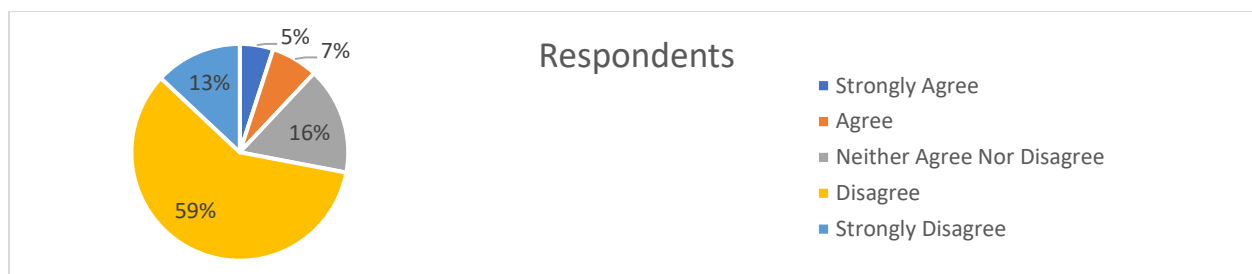 Respondents
5%
7%
16%
59%
13%
Strongly Agree
Agree
Neither Agree Nor Disagree
Disagree
Strongly Disagree